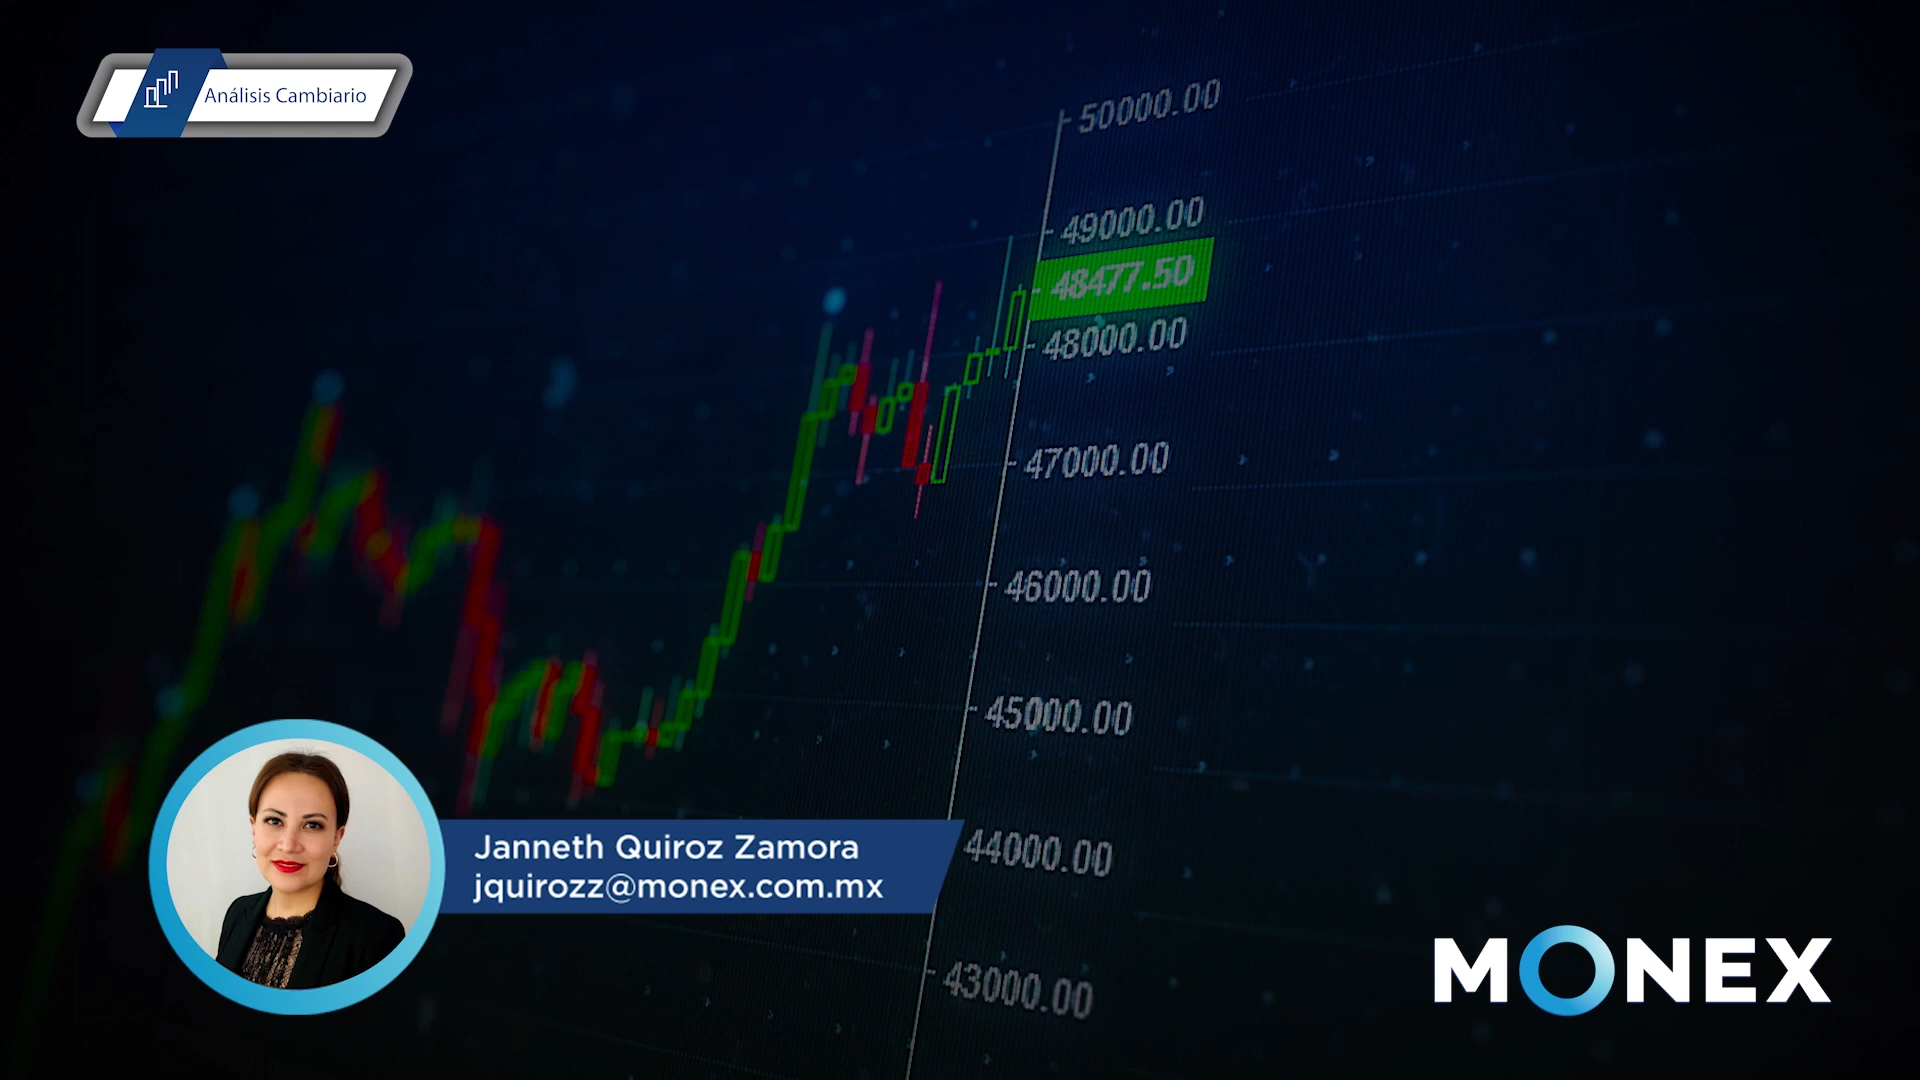 Análisis Cambiario
50000.00
49000.00
48477.50
48000.00
47000.00
46000.00
45000.00
44000.00
43000.00
Janneth Quiroz Zamora
jquirozz@monex.com.mx
MONEX